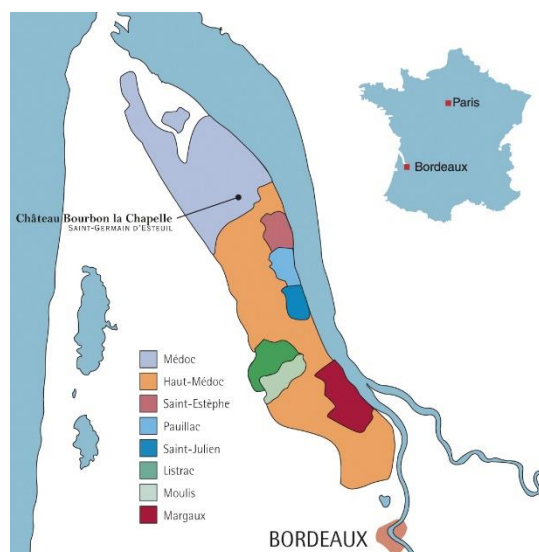 Paris
Bordeaux
Château Bourbon la Chapelle
SAINT-GERMAIN D'ESTEUIL
Médoc
Haut-Médoc
Saint-Estèphe
Pauillac
Saint-Julien
Listrac
Moulis
Margaux
BORDEAUX